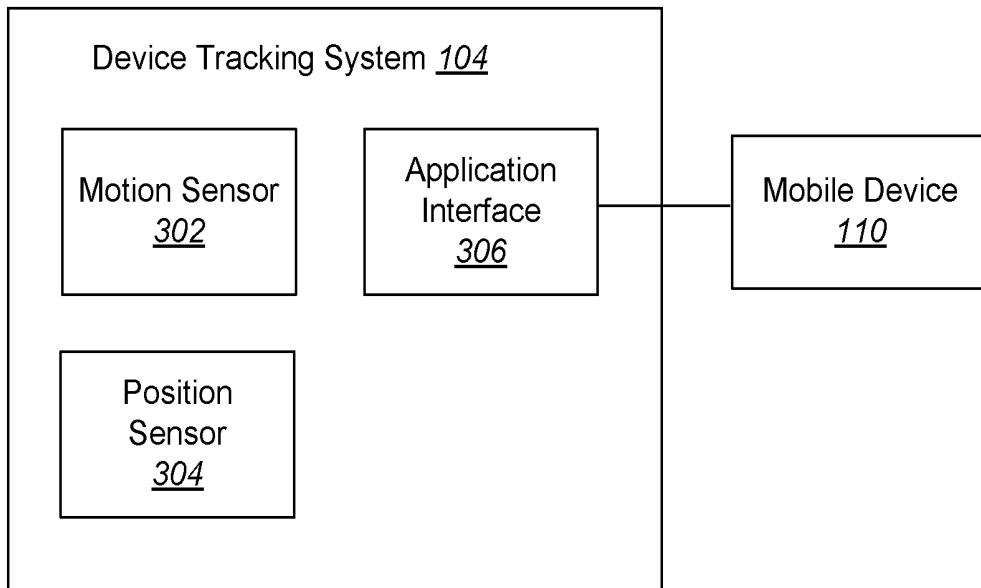 Device Tracking System 104
Motion Sensor
302
Application
Interface
306
Mobile Device
110
Position
Sensor
304